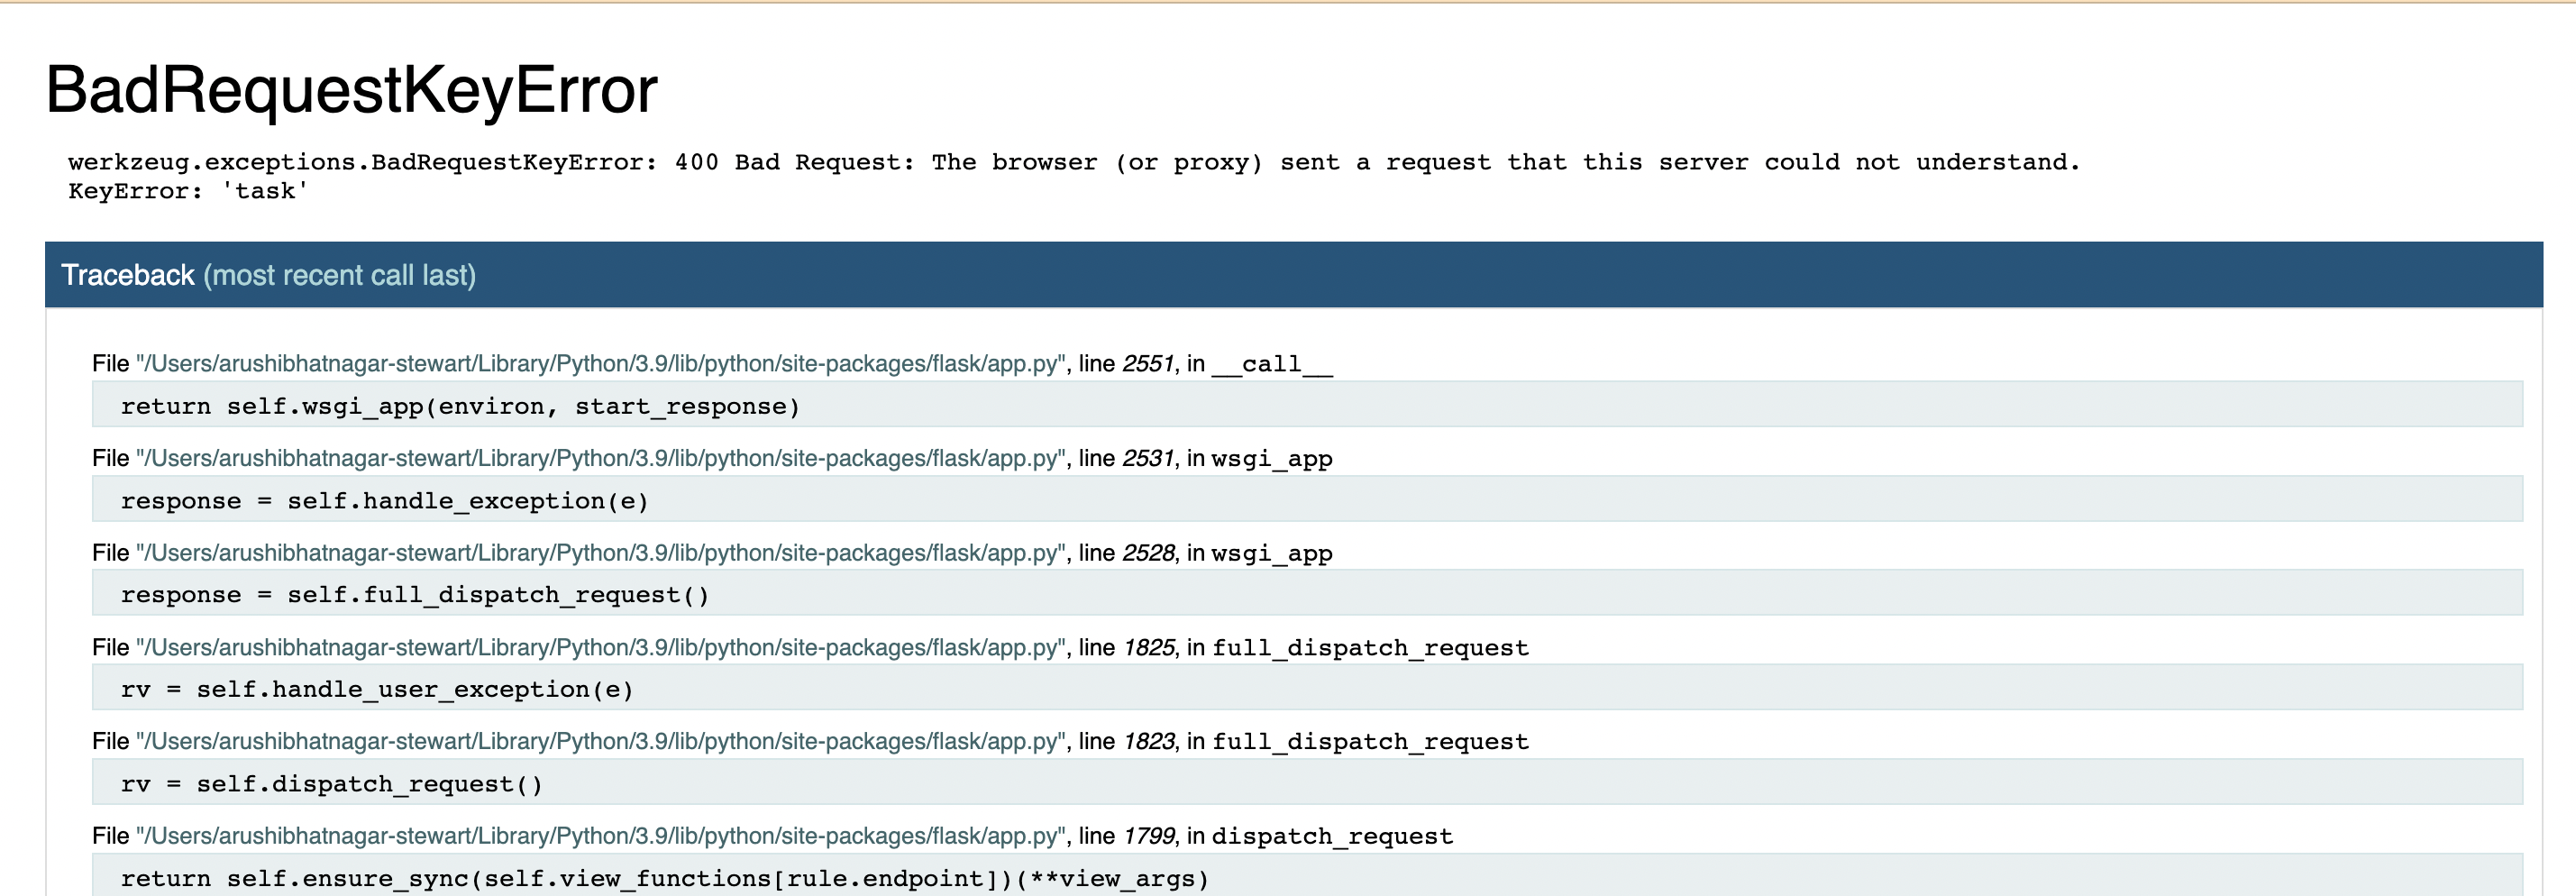 BadRequestKeyError
werkzeug.exceptions.BadRequestKeyError: 400 Bad Request: The browser (or proxy) sent a request that this server could not understand.
KeyError: 'task'
Traceback (most recent call last)
File "/Users/arushibhatnagar-stewart/Library/Python/3.9/lib/python/site-packages/flask/app.py", line 2551, in __call__
return self.wsgi_app(environ, start_response)
File "/Users/arushibhatnagar-stewart/Library/Python/3.9/lib/python/site-packages/flask/app.py", line 2531, in wsgi_app
response = self.handle_exception(e)
File "/Users/arushibhatnagar-stewart/Library/Python/3.9/lib/python/site-packages/flask/app.py", line 2528, in wsgi_app
response = self.full_dispatch_request()
File "/Users/arushibhatnagar-stewart/Library/Python/3.9/lib/python/site-packages/flask/app.py", line 1825, in full_dispatch_request
rv = self.handle_user_exception(e)
File "/Users/arushibhatnagar-stewart/Library/Python/3.9/lib/python/site-packages/flask/app.py", line 1823, in full_dispatch_request
rv = self.dispatch_request()
File "/Users/arushibhatnagar-stewart/Library/Python/3.9/lib/python/site-packages/flask/app.py", line 1799, in dispatch_request
return self.ensure_sync(self.view_functions[rule.endpoint])(**view_args)